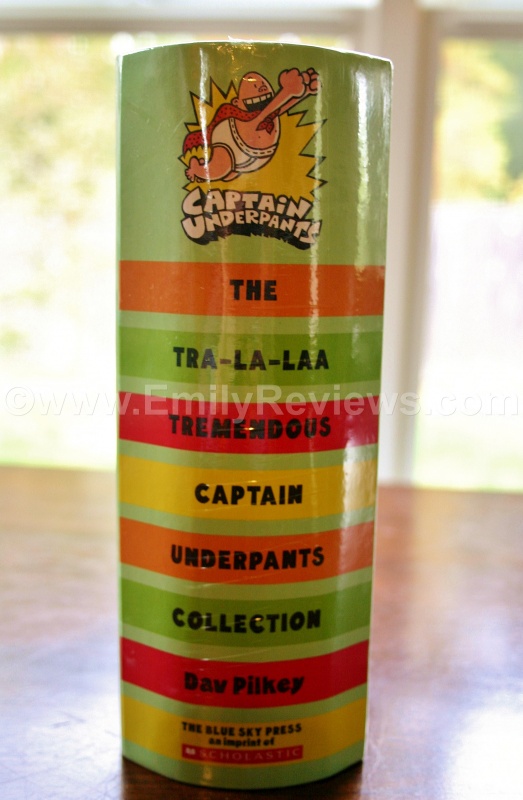 CAPTAIN
UNDERPANTS
THE
TRA-LA-LAA
©www.EmilyReviews.com
TREMENDOUS
CAPTAIN
UNDERPANTS
COLLECTION
Dav Pilkey
THE BLUE SKY PRESS
an imprint of
SCHOLASTIC